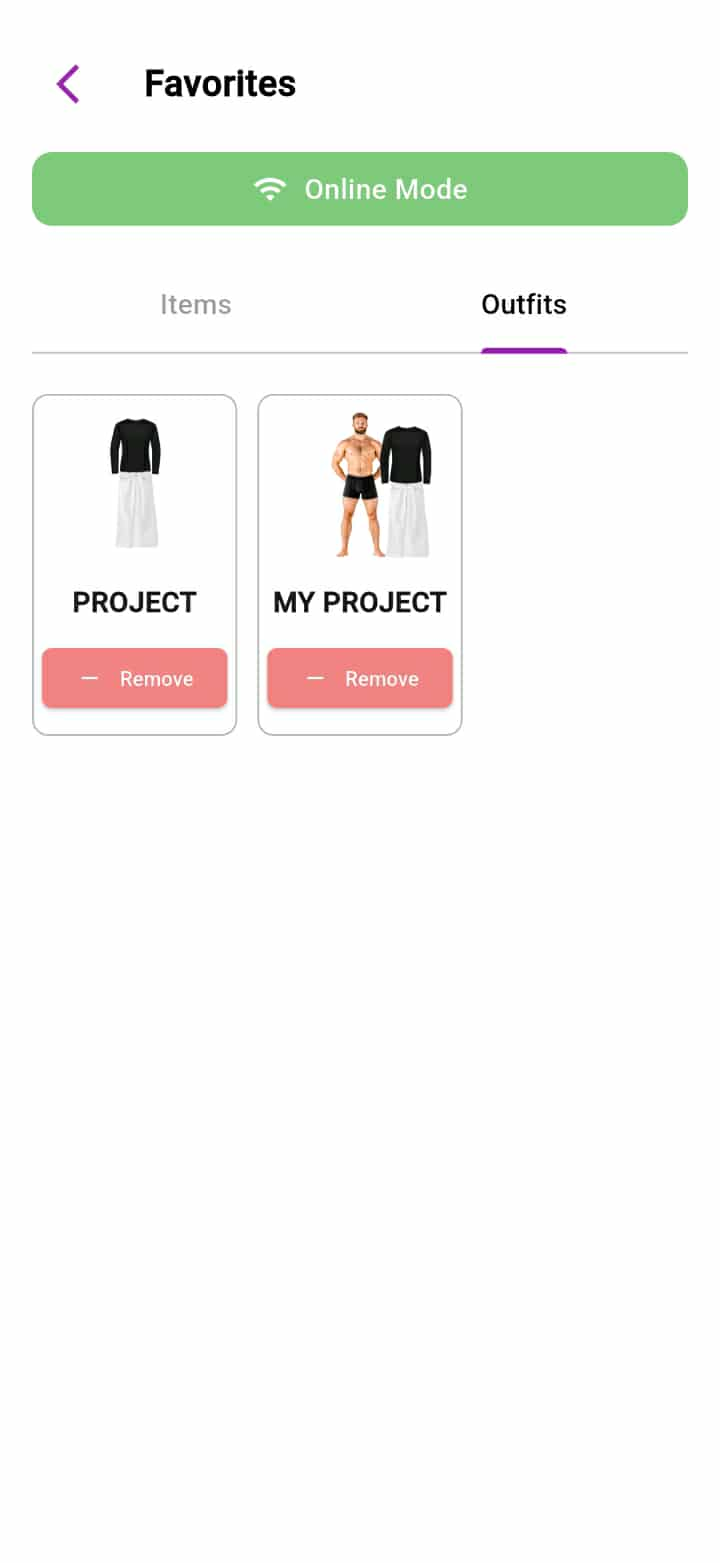 Favorites
Online Mode
Items
Outfits
PROJECT
MY PROJECT
Remove
Remove